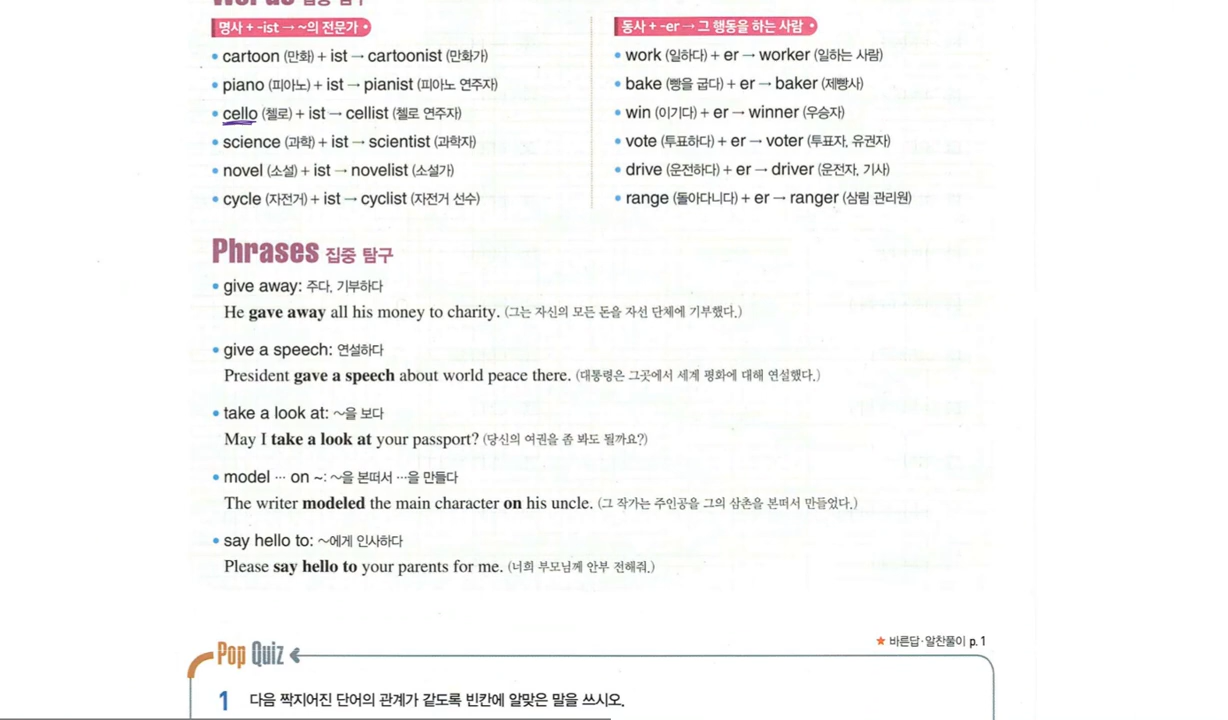 Words 집중 탐구
명사 + -ist → ~의 전문가
• cartoon (만화) + ist → cartoonist (만화가)
• piano (피아노) + ist → pianist (피아노 연주자)
• cello (첼로) + ist → cellist (첼로 연주자)
• science (과학) + ist → scientist (과학자)
• novel (소설) + ist → novelist (소설가)
• cycle (자전거) + ist → cyclist (자전거 선수)
동사 + -er → 그 행동을 하는 사람
• work (일하다) + er → worker (일하는 사람)
• bake (빵을 굽다) + er → baker (제빵사)
• win (이기다) + er → winner (우승자)
• vote (투표하다) + er → voter (투표자, 유권자)
• drive (운전하다) + er → driver (운전자, 기사)
• range (돌아다니다) + er → ranger (삼림 관리원)
Phrases 집중 탐구
• give away: 주다, 기부하다
He gave away all his money to charity. (그는 자신의 모든 돈을 자선 단체에 기부했다.)
• give a speech: 연설하다
President gave a speech about world peace there. (대통령은 그곳에서 세계 평화에 대해 연설했다.)
• take a look at: ~을 보다
May I take a look at your passport? (당신의 여권을 좀 봐도 될까요?)
• model … on ~: ~을 본떠서 …을 만들다
The writer modeled the main character on his uncle. (그 작가는 주인공을 그의 삼촌을 본떠서 만들었다.)
• say hello to: ~에게 인사하다
Please say hello to your parents for me. (너희 부모님께 안부 전해줘.)
★ 바른답·알찬풀이 p. 1
Pop Quiz
1 다음 짝지어진 단어의 관계가 같도록 빈칸에 알맞은 말을 쓰시오.